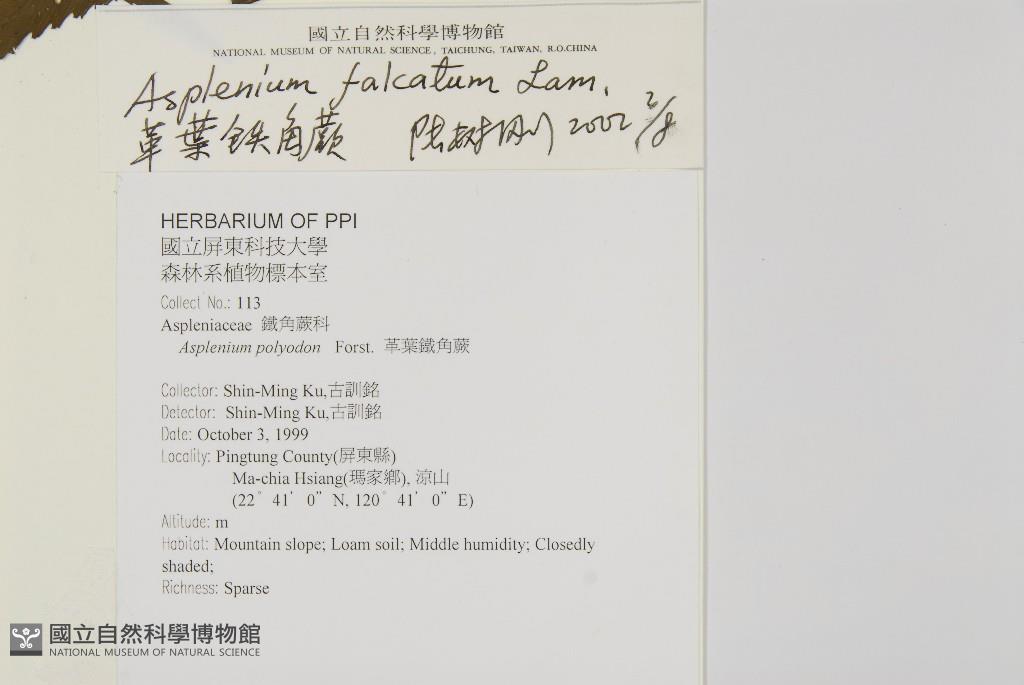 國立自然科學博物館
NATIONAL MUSEUM OF NATURAL SCIENCE, TAICHUNG, TAIWAN, R.O.CHINA
Asplenium falcatum Lam.
革葉铁角蕨 陈树刚 2002 2/8
HERBARIUM OF PPI
國立屏東科技大學
森林系植物標本室
Collect No.: 113
Aspleniaceae 鐵角蕨科
Asplenium polyodon Forst. 革葉鐵角蕨
Collector: Shin-Ming Ku,古訓銘
Detector: Shin-Ming Ku,古訓銘
Date: October 3, 1999
Locality: Pingtung County(屏東縣)
Ma-chia Hsiang(瑪家鄉), 涼山
(22° 41' 0" N, 120° 41' 0" E)
Altitude: m
Habitat: Mountain slope; Loam soil; Middle humidity; Closedly
shaded;
Richness: Sparse
國立自然科學博物館
NATIONAL MUSEUM OF NATURAL SCIENCE